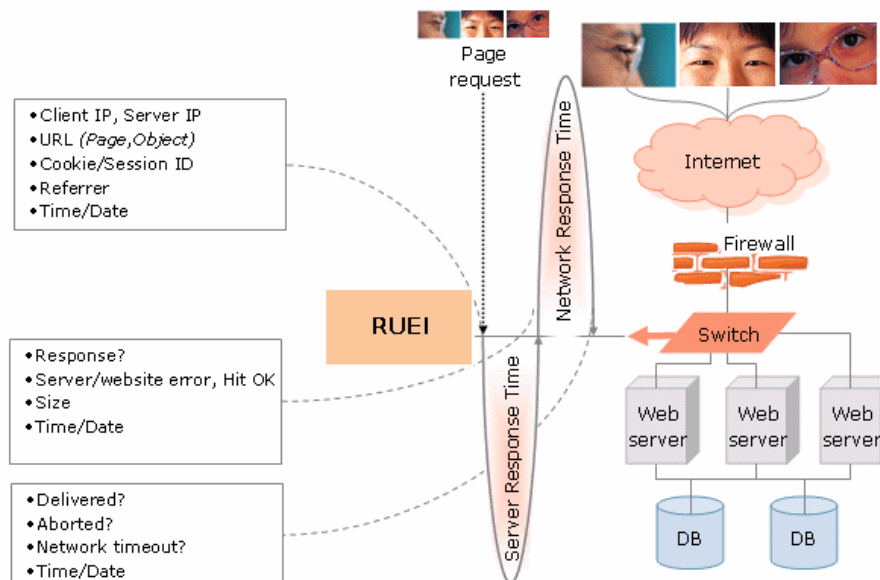 Page
request
• Client IP, Server IP
• URL (Page,Object)
• Cookie/Session ID
• Referrer
• Time/Date
Network Response Time
Internet
Firewall
RUEI
Switch
• Response?
• Server/website error, Hit OK
• Size
• Time/Date
Server Response Time
Web
server
Web
server
Web
server
• Delivered?
• Aborted?
• Network timeout?
• Time/Date
DB
DB